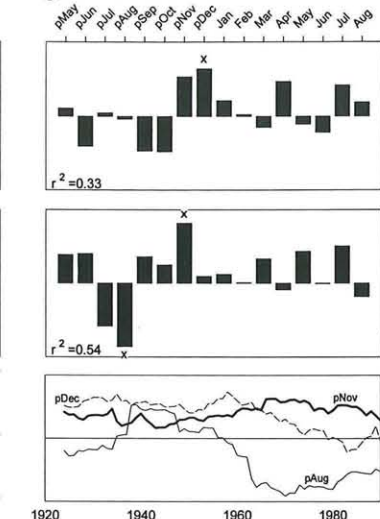 pMay pJun pJul pAug pSep pOct pNov pDec Jan Feb Mar Apr May Jun Jul Aug
x
r²=0.33
x
r²=0.54
x
pDec
pNov
pAug
1920 1940 1960 1980